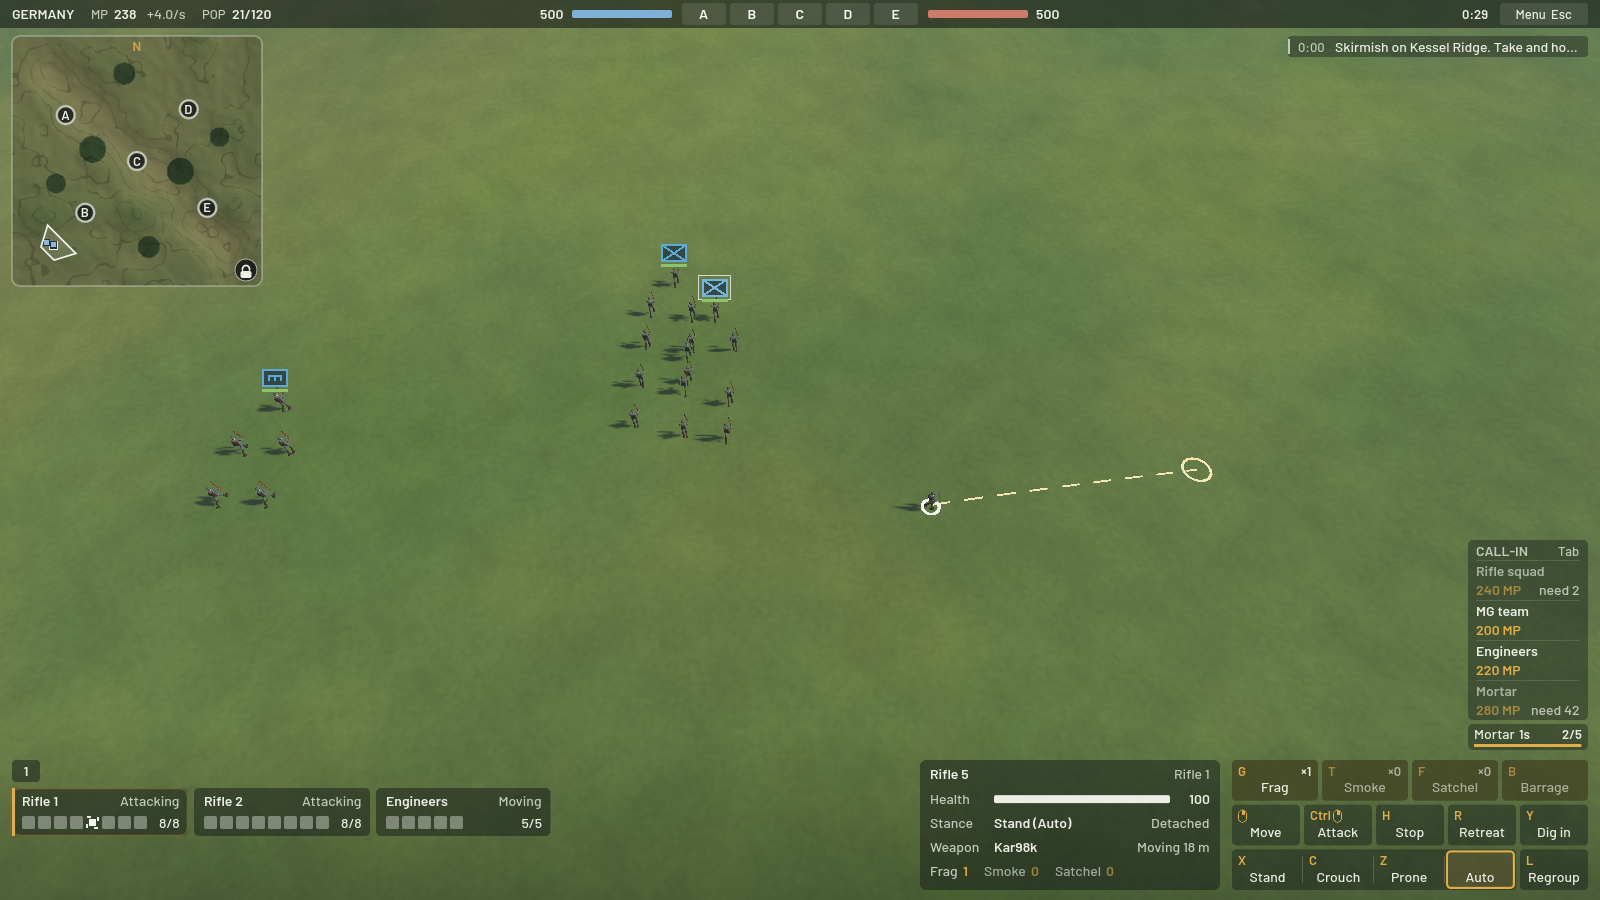 GERMANY MP 238 +4.0/s POP 21/120
500 A B C D E 500
0:29 Menu Esc
0:00 Skirmish on Kessel Ridge. Take and ho...
N
A
D
C
B
E
E
CALL-IN Tab
Rifle squad
240 MP need 2
MG team
200 MP
Engineers
220 MP
Mortar
280 MP need 42
Mortar 1s 2/5
1
Rifle 1 Attacking
8/8
Rifle 2 Attacking
8/8
Engineers Moving
5/5
Rifle 5 Rifle 1
Health 100
Stance Stand (Auto) Detached
Weapon Kar98k Moving 18 m
Frag 1 Smoke 0 Satchel 0
G ×1
Frag
T ×0
Smoke
F ×0
Satchel
B
Barrage
Move
Ctrl
Attack
H
Stop
R
Retreat
Y
Dig in
X
Stand
C
Crouch
Z
Prone
Auto
L
Regroup